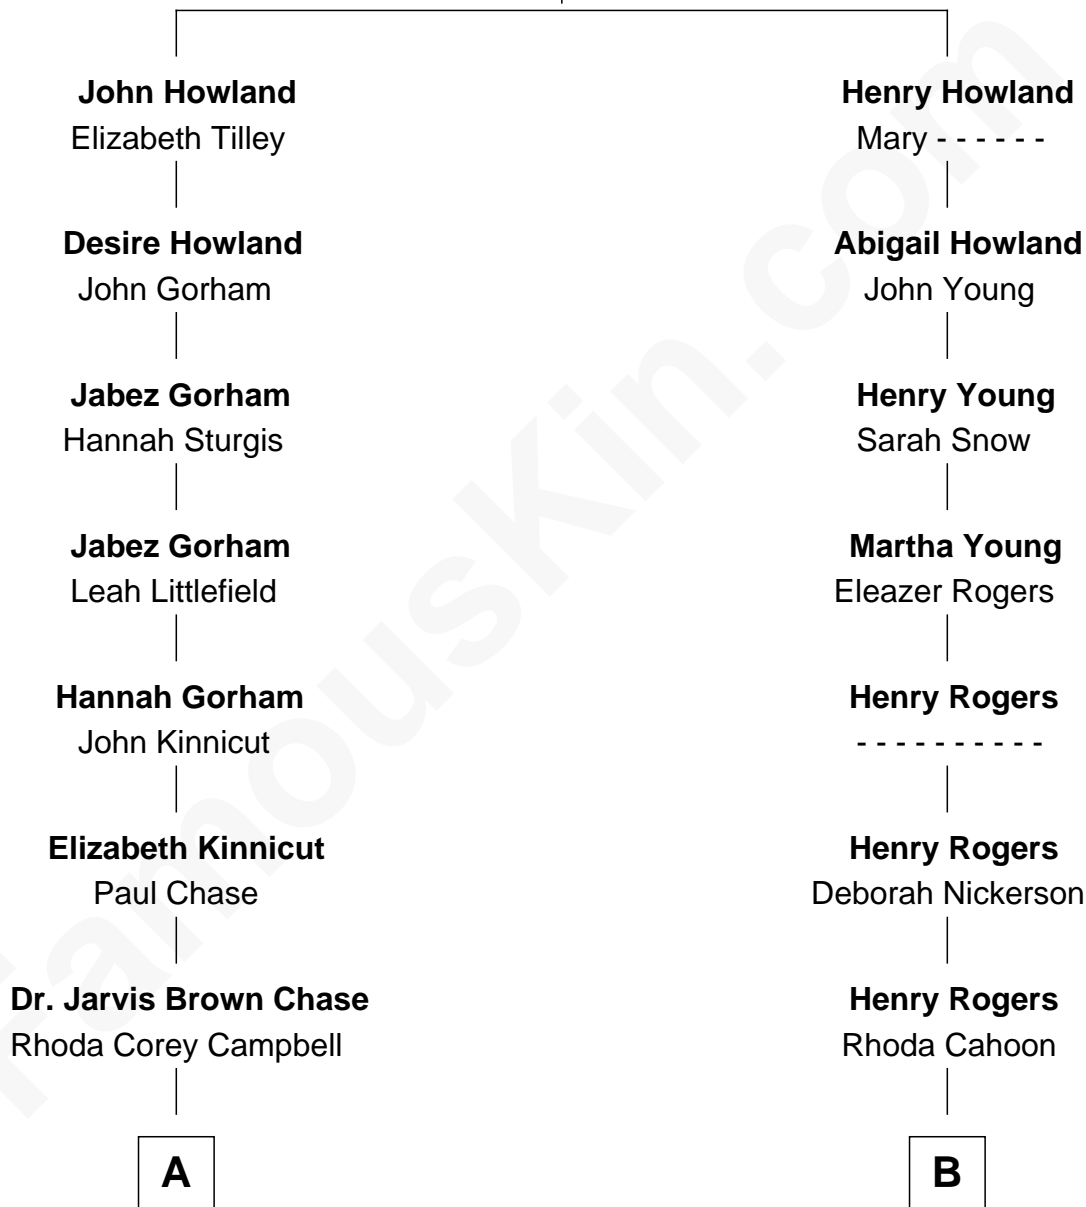 John Howland
Elizabeth Tilley
Desire Howland
John Gorham
Jabez Gorham
Hannah Sturgis
Jabez Gorham
Leah Littlefield
Hannah Gorham
John Kinnicut
Elizabeth Kinnicut
Paul Chase
Dr. Jarvis Brown Chase
Rhoda Corey Campbell
A
Henry Howland
Mary - - - - - -
Abigail Howland
John Young
Henry Young
Sarah Snow
Martha Young
Eleazer Rogers
Henry Rogers
- - - - - - - - - -
Henry Rogers
Deborah Nickerson
Henry Rogers
Rhoda Cahoon
B
FamousKin.com